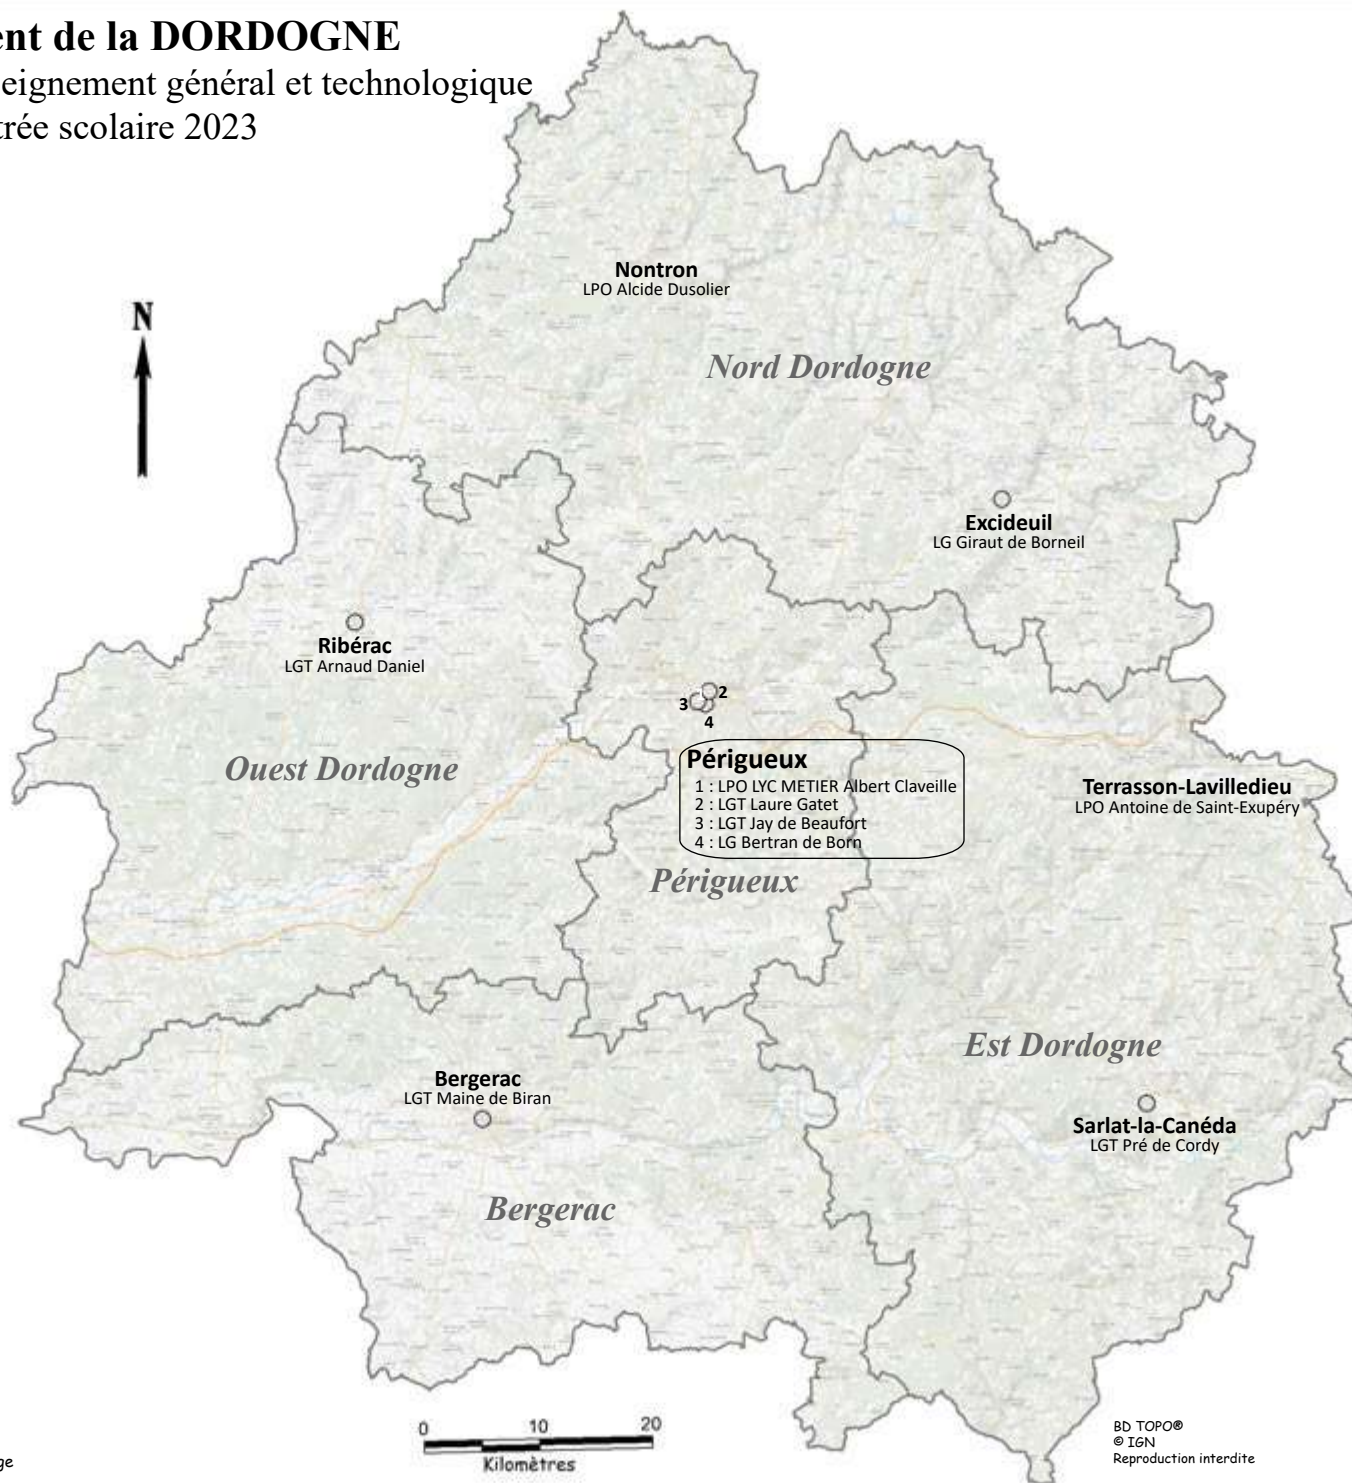 ent de la DORDOGNE
eignement général et technologique
trée scolaire 2023
N
Nontron
LPO Alcide Dusolier
Nord Dordogne
Excideuil
LG Giraut de Borneil
Ribérac
LGT Arnaud Daniel
2
3
4
Ouest Dordogne
Périgueux
1 : LPO LYC METIER Albert Claveille
2 : LGT Laure Gatet
3 : LGT Jay de Beaufort
4 : LG Bertran de Born
Terrasson-Lavilledieu
LPO Antoine de Saint-Exupéry
Périgueux
Est Dordogne
Bergerac
LGT Maine de Biran
Sarlat-la-Canéda
LGT Pré de Cordy
Bergerac
0 10 20
Kilomètres
BD TOPO®
© IGN
Reproduction interdite
ge